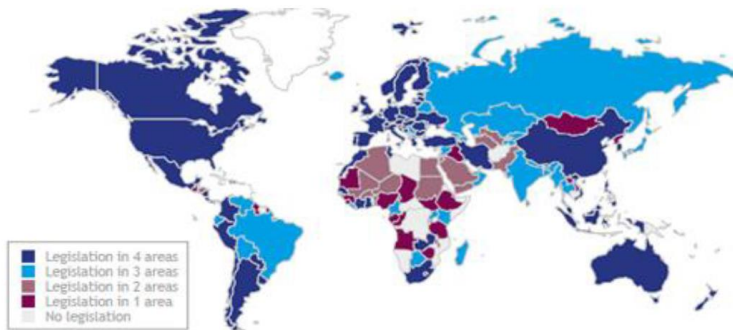 Legislation in 4 areas
Legislation in 3 areas
Legislation in 2 areas
Legislation in 1 area
No legislation